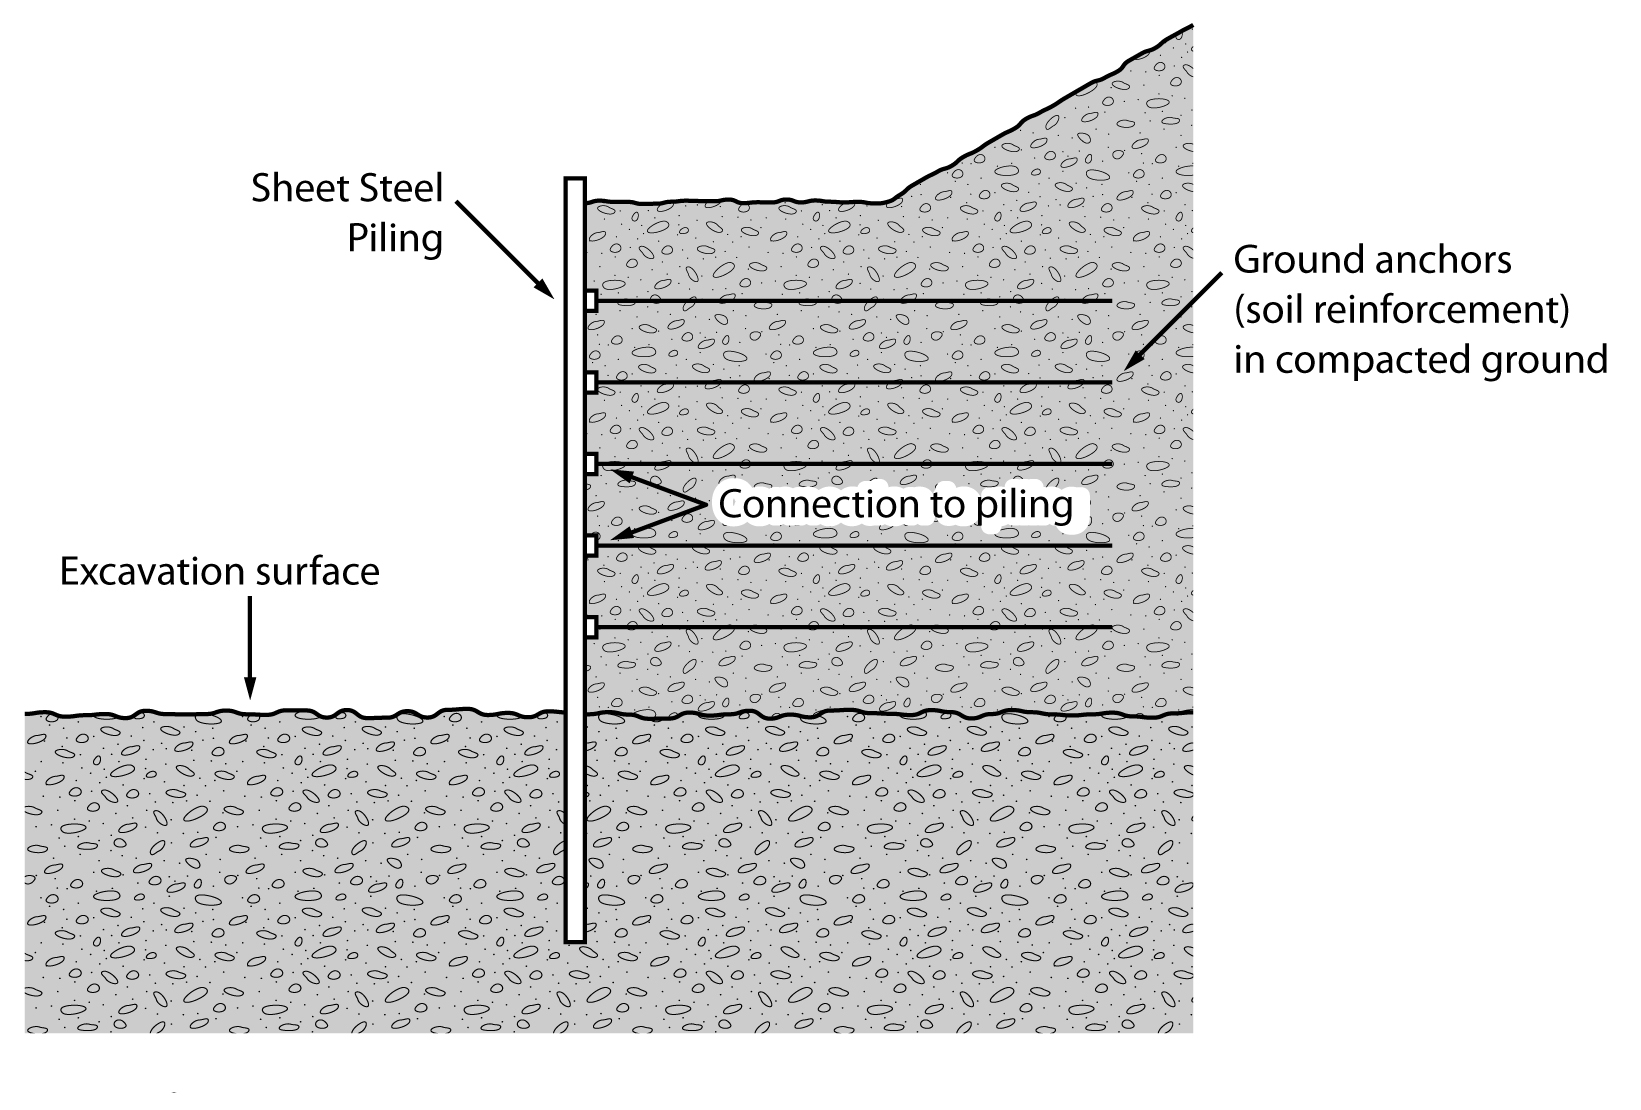 Sheet Steel
Piling
Ground anchors
(soil reinforcement)
in compacted ground
Connection to piling
Excavation surface